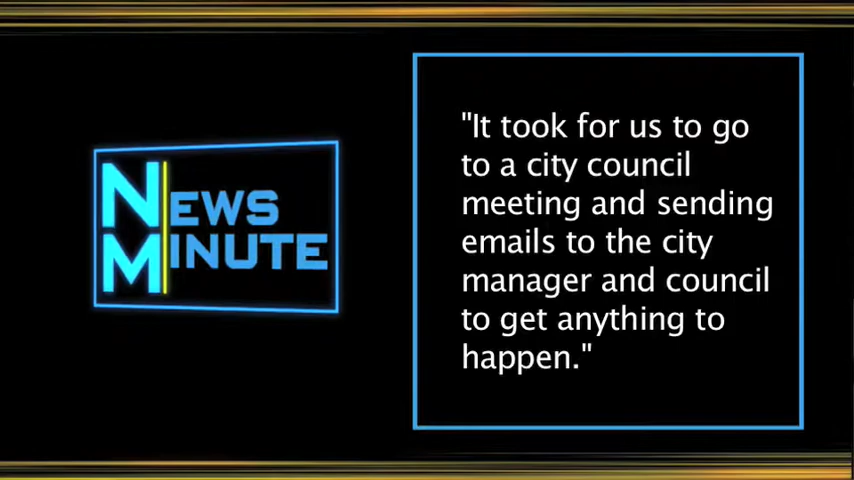 NEWS
MINUTE
"It took for us to go
to a city council
meeting and sending
emails to the city
manager and council
to get anything to
happen."